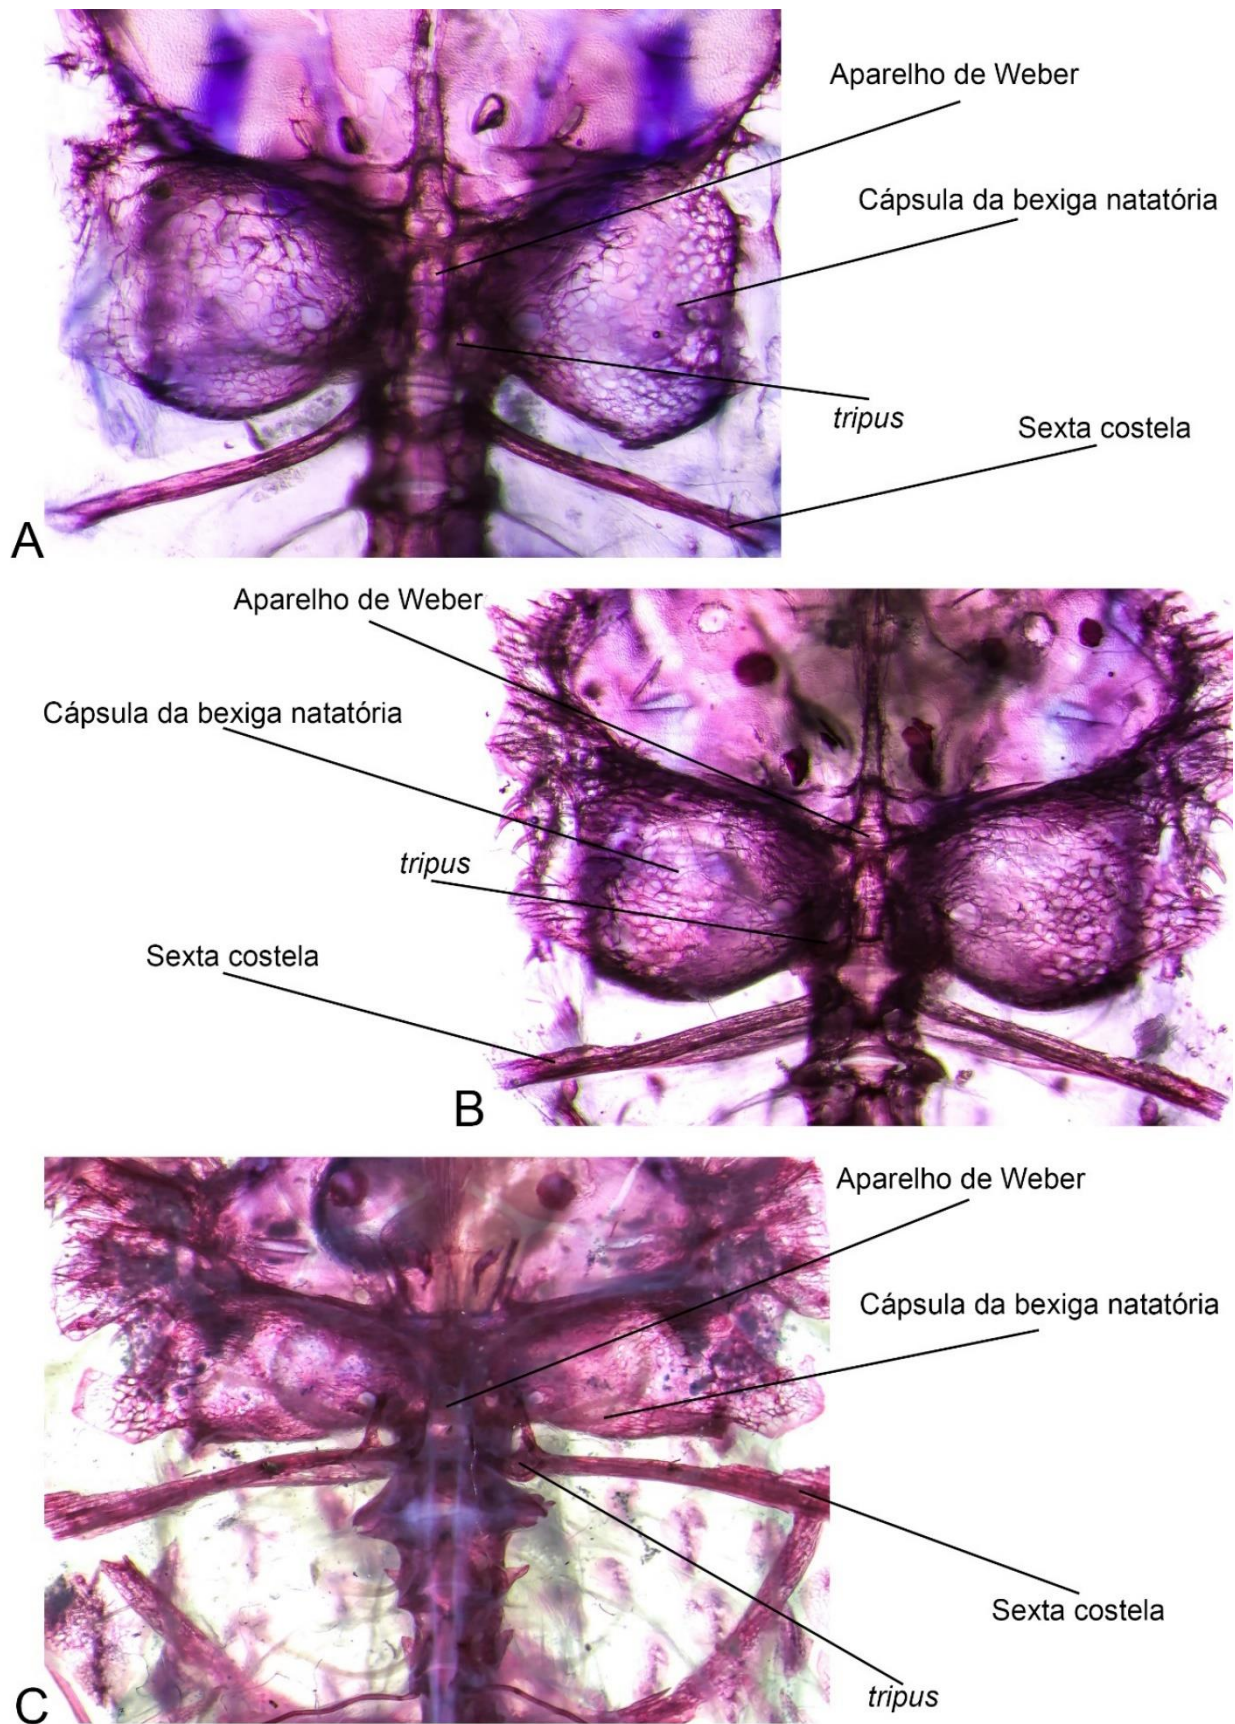 Aparelho de Weber
Cápsula da bexiga natatória
tripus
Sexta costela
A
Aparelho de Weber
Cápsula da bexiga natatória
tripus
Sexta costela
B
Aparelho de Weber
Cápsula da bexiga natatória
Sexta costela
tripus
C